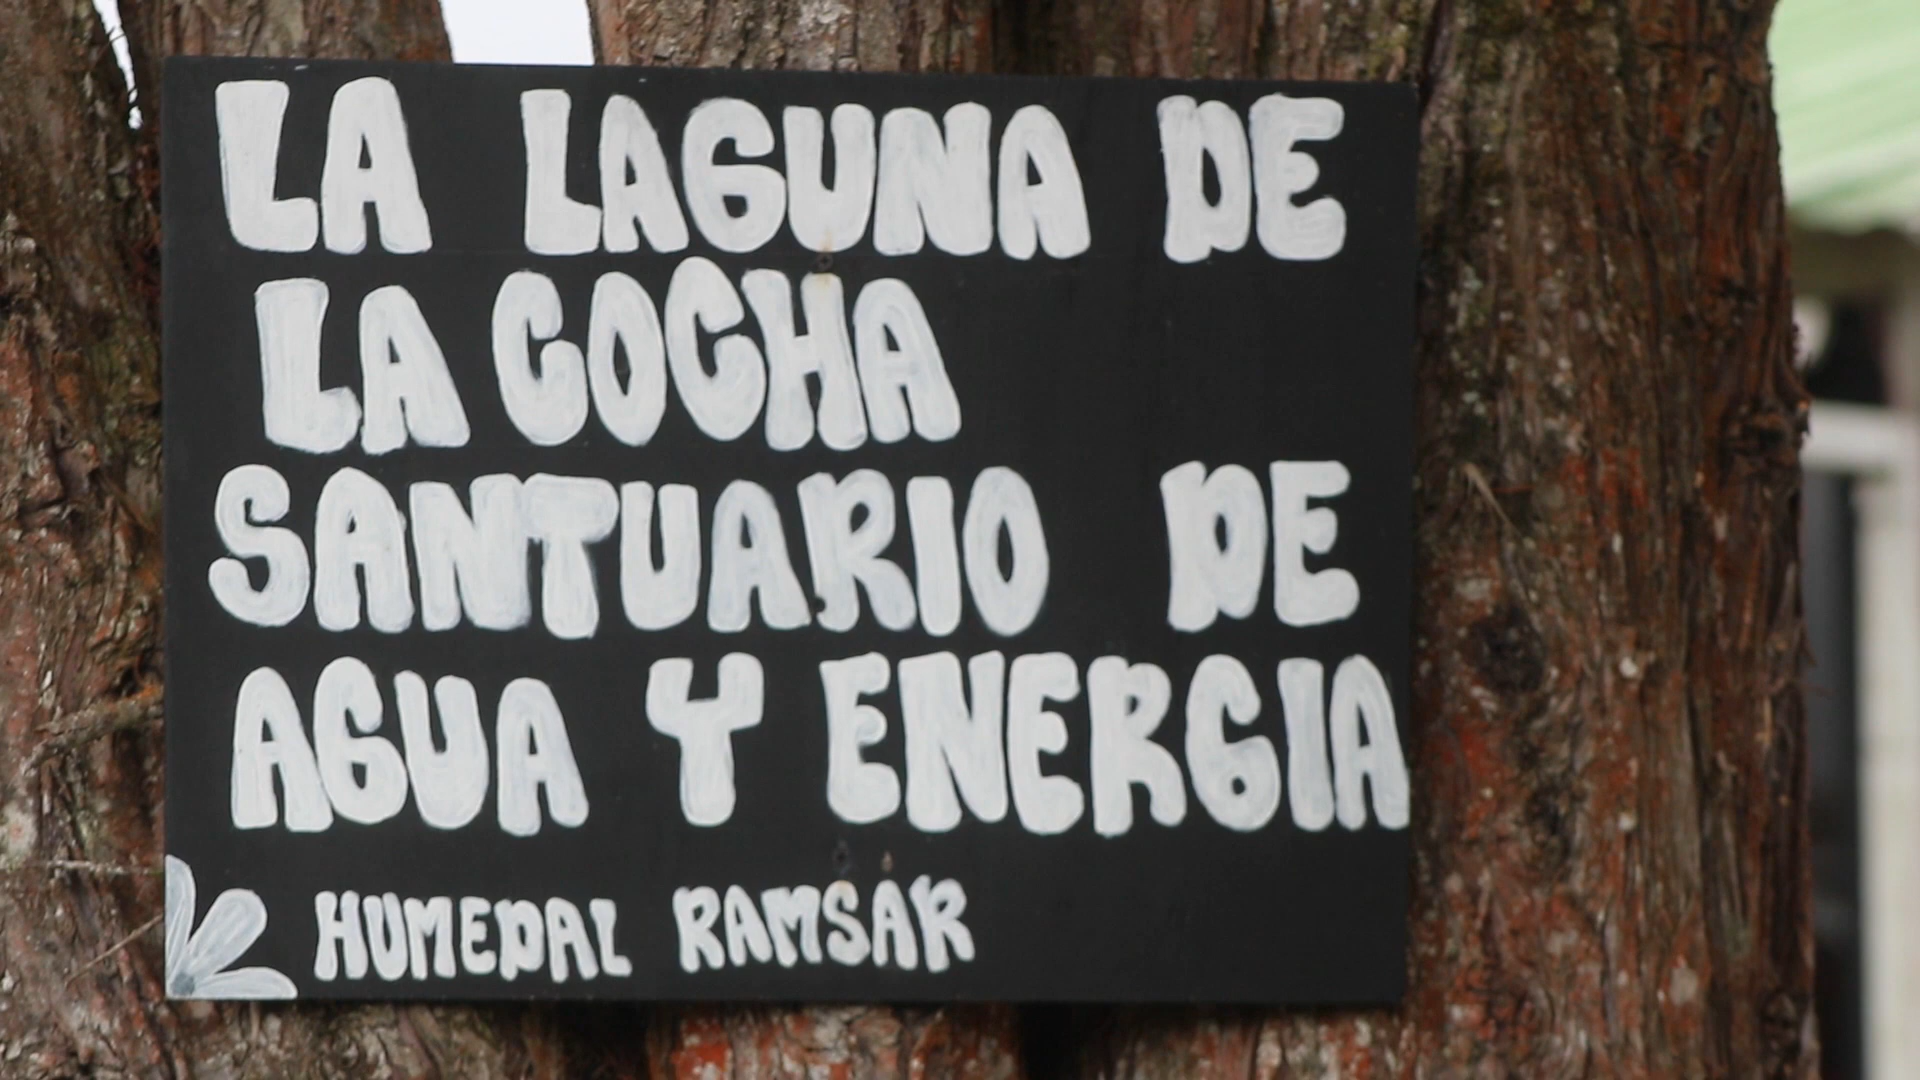 LA LAGUNA DE
LA COCHA
SANTUARIO DE
AGUA Y ENERGIA
HUMEDAL RAMSAR